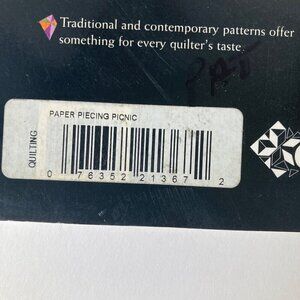 Traditional and contemporary patterns offer
something for every quilter's taste.
PAPER PIECING PICNIC
QUILTING
0 76352 21367 2